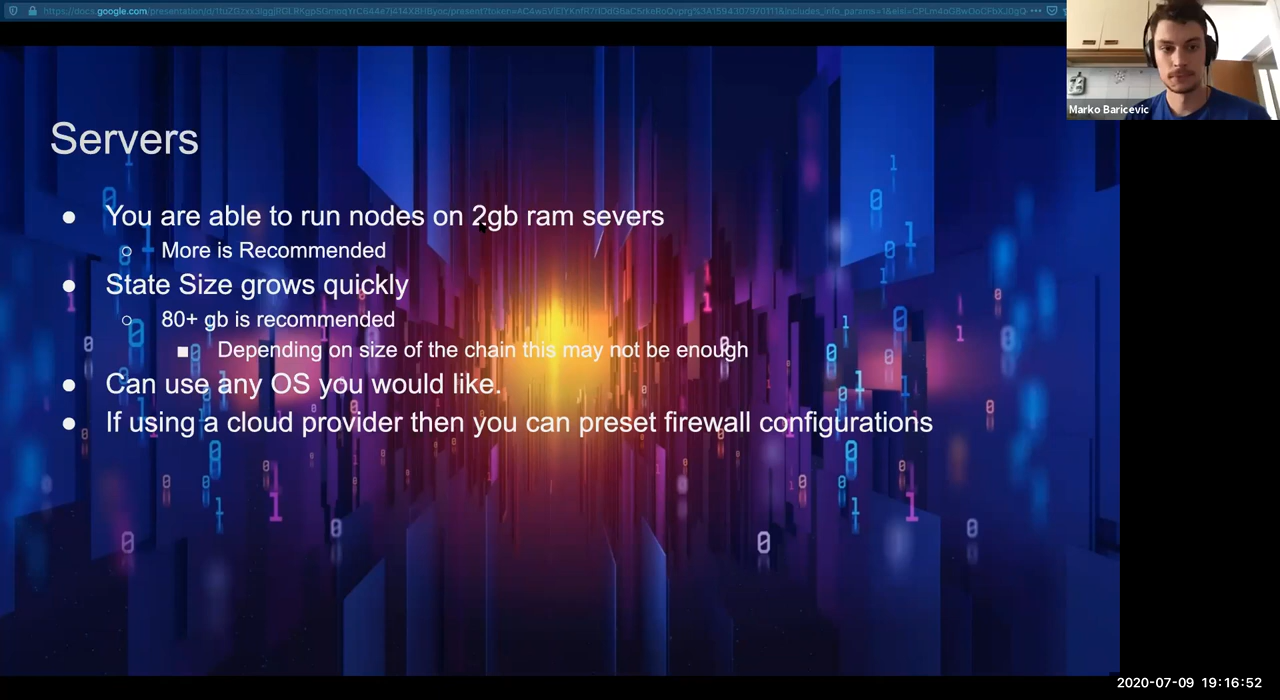 Marko Baricevic
Servers
● You are able to run nodes on 2gb ram severs
○ More is Recommended
● State Size grows quickly
○ 80+ gb is recommended
■ Depending on size of the chain this may not be enough
● Can use any OS you would like.
● If using a cloud provider then you can preset firewall configurations
2020-07-09 19:16:52